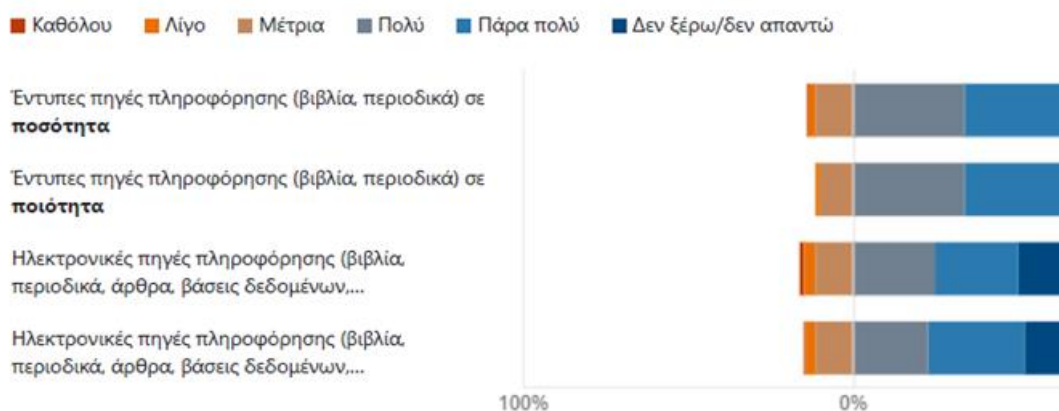 Καθόλου Λίγο Μέτρια Πολύ Πάρα πολύ Δεν ξέρω/δεν απαντώ
Έντυπες πηγές πληροφόρησης (βιβλία, περιοδικά) σε
ποσότητα
Έντυπες πηγές πληροφόρησης (βιβλία, περιοδικά) σε
ποιότητα
Ηλεκτρονικές πηγές πληροφόρησης (βιβλία,
περιοδικά, άρθρα, βάσεις δεδομένων,...
Ηλεκτρονικές πηγές πληροφόρησης (βιβλία,
περιοδικά, άρθρα, βάσεις δεδομένων,...
100% 0%